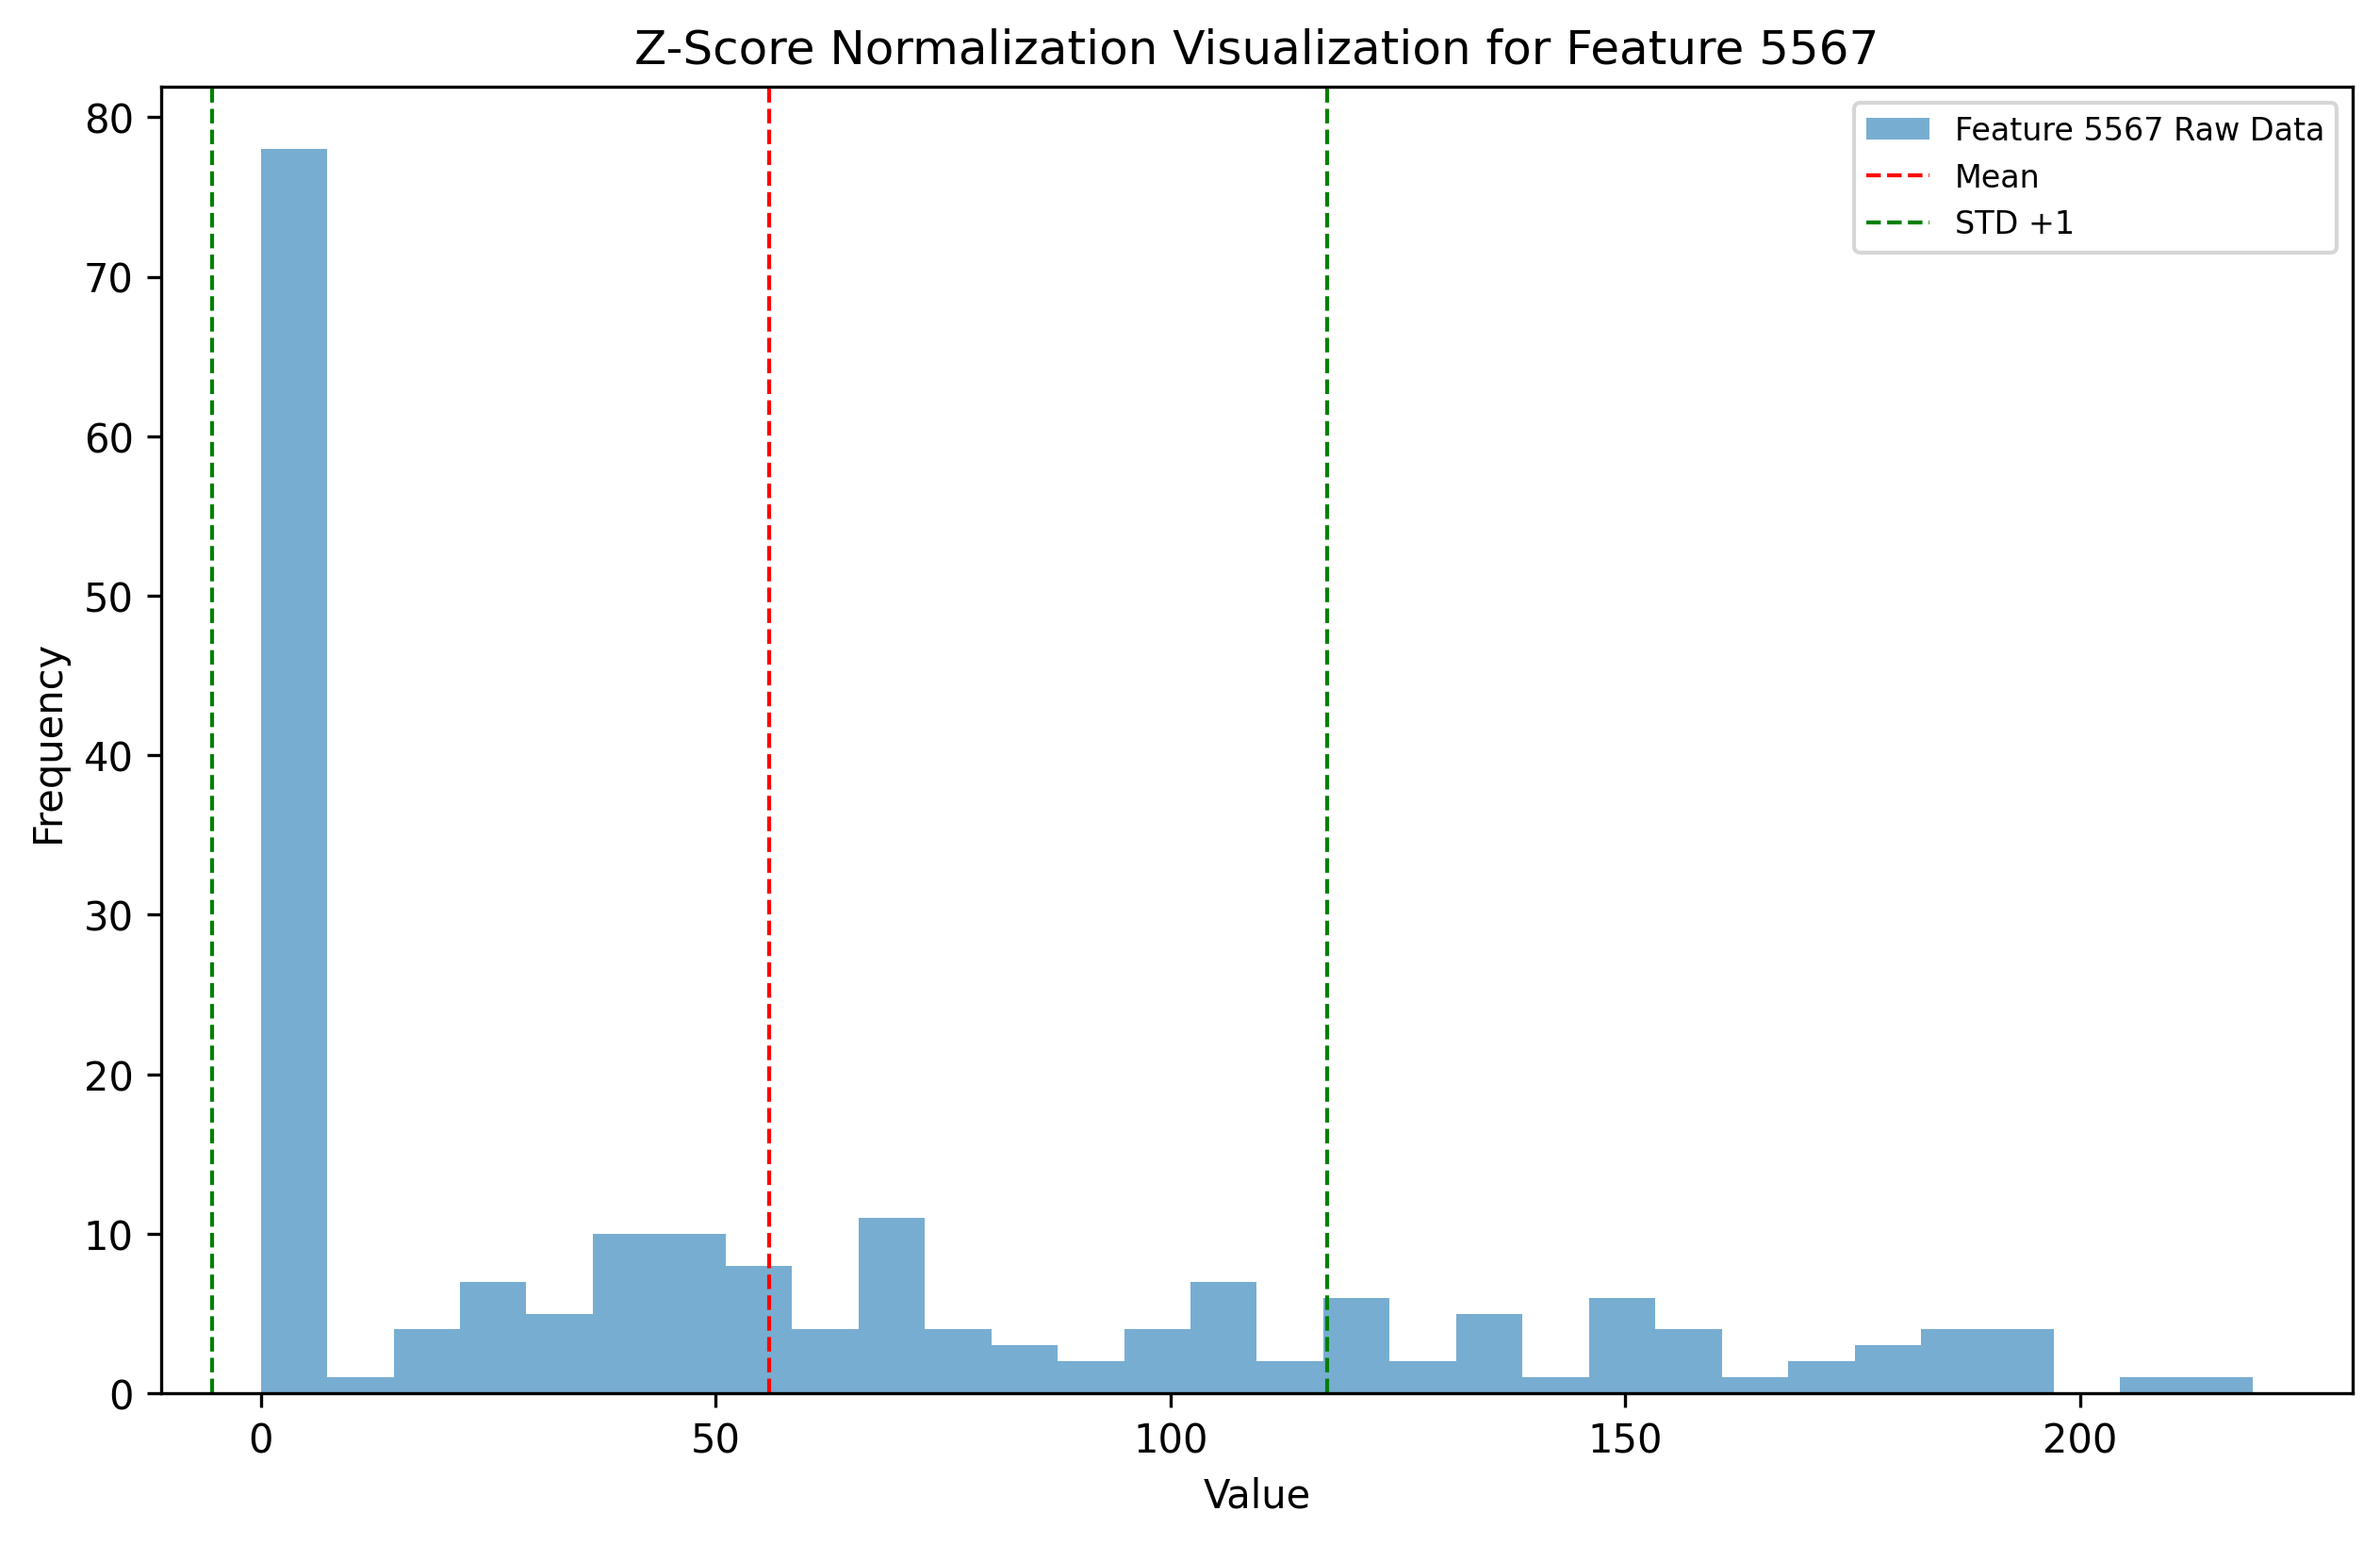 Z-Score Normalization Visualization for Feature 5567
Feature 5567 Raw Data
Mean
STD +1
80
70
60
50
40
30
20
10
0
Frequency
0 50 100 150 200
Value